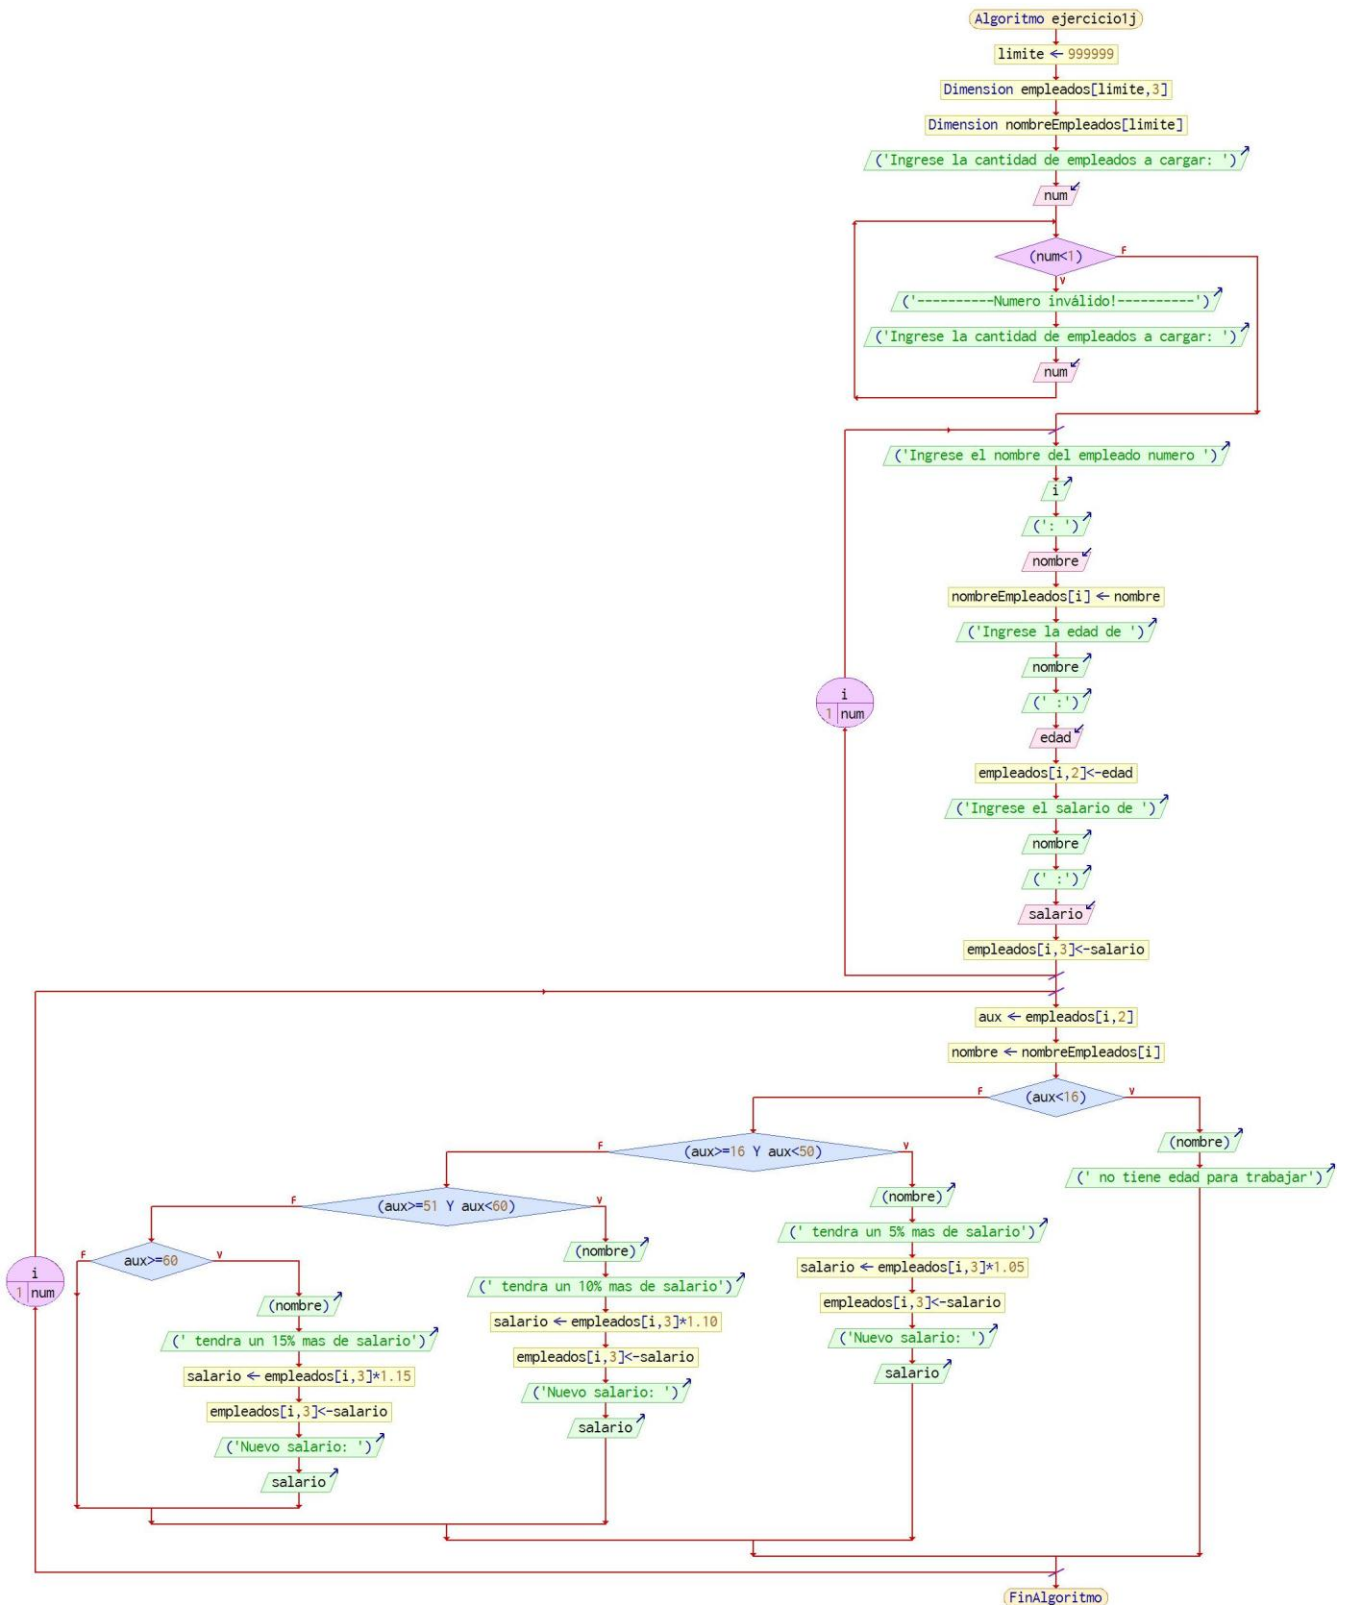 Algoritmo ejercicio1j
limite ← 999999
Dimension empleados[limite,3]
Dimension nombreEmpleados[limite]
('Ingrese la cantidad de empleados a cargar: ')
num
(num<1)
F
V
('----------Numero inválido!----------')
('Ingrese la cantidad de empleados a cargar: ')
num
i
1 num
('Ingrese el nombre del empleado numero ')
i
(': ')
nombre
nombreEmpleados[i] ← nombre
('Ingrese la edad de ')
nombre
(' :')
edad
empleados[i,2]<-edad
('Ingrese el salario de ')
nombre
(' :')
salario
empleados[i,3]<-salario
i
1 num
aux ← empleados[i,2]
nombre ← nombreEmpleados[i]
F
(aux<16)
V
(nombre)
(' no tiene edad para trabajar')
F
(aux>=16 Y aux<50)
V
(nombre)
(' tendra un 5% mas de salario')
salario ← empleados[i,3]*1.05
empleados[i,3]<-salario
('Nuevo salario: ')
salario
F
(aux>=51 Y aux<60)
V
(nombre)
(' tendra un 10% mas de salario')
salario ← empleados[i,3]*1.10
empleados[i,3]<-salario
('Nuevo salario: ')
salario
F
aux>=60
V
(nombre)
(' tendra un 15% mas de salario')
salario ← empleados[i,3]*1.15
empleados[i,3]<-salario
('Nuevo salario: ')
salario
FinAlgoritmo